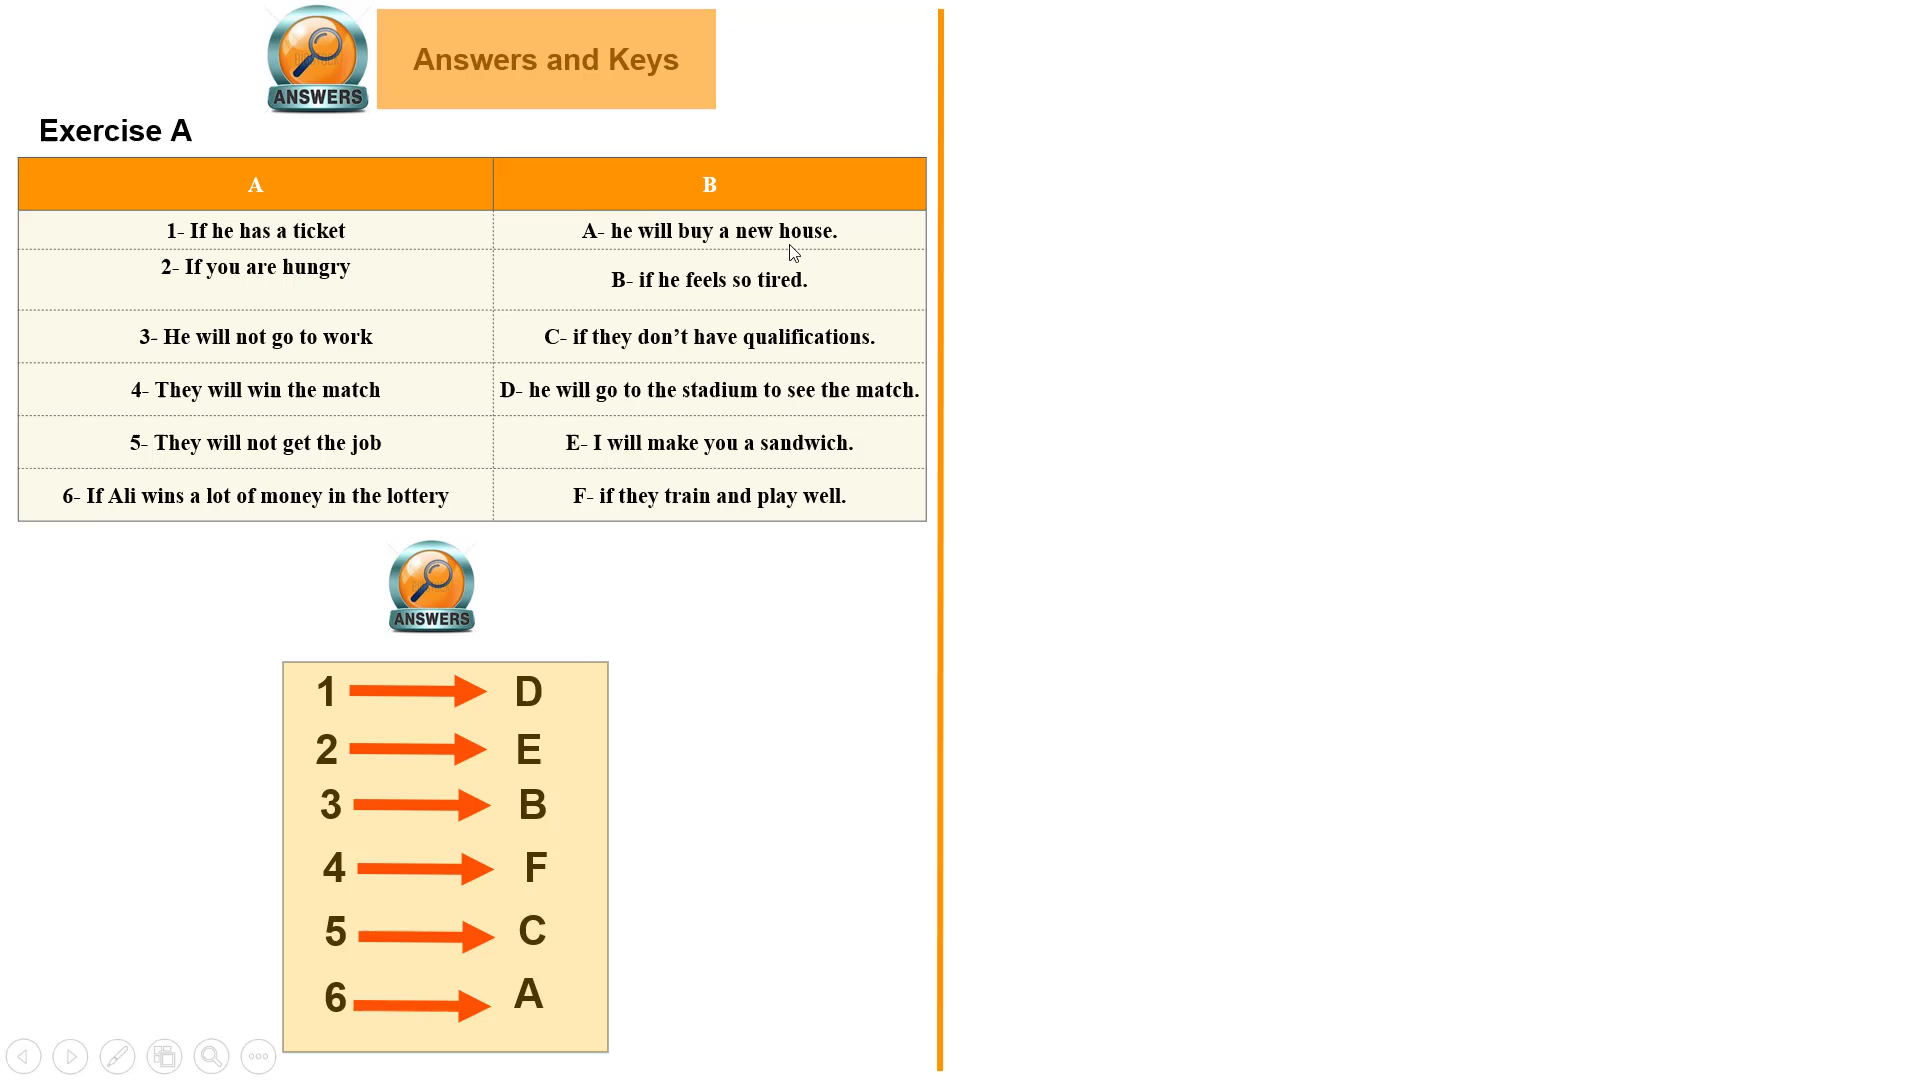 ANSWERS
Answers and Keys
Exercise A
A
B
1- If he has a ticket
A- he will buy a new house.
2- If you are hungry
B- if he feels so tired.
3- He will not go to work
C- if they don’t have qualifications.
4- They will win the match
D- he will go to the stadium to see the match.
5- They will not get the job
E- I will make you a sandwich.
6- If Ali wins a lot of money in the lottery
F- if they train and play well.
ANSWERS
1 D
2 E
3 B
4 F
5 C
6 A